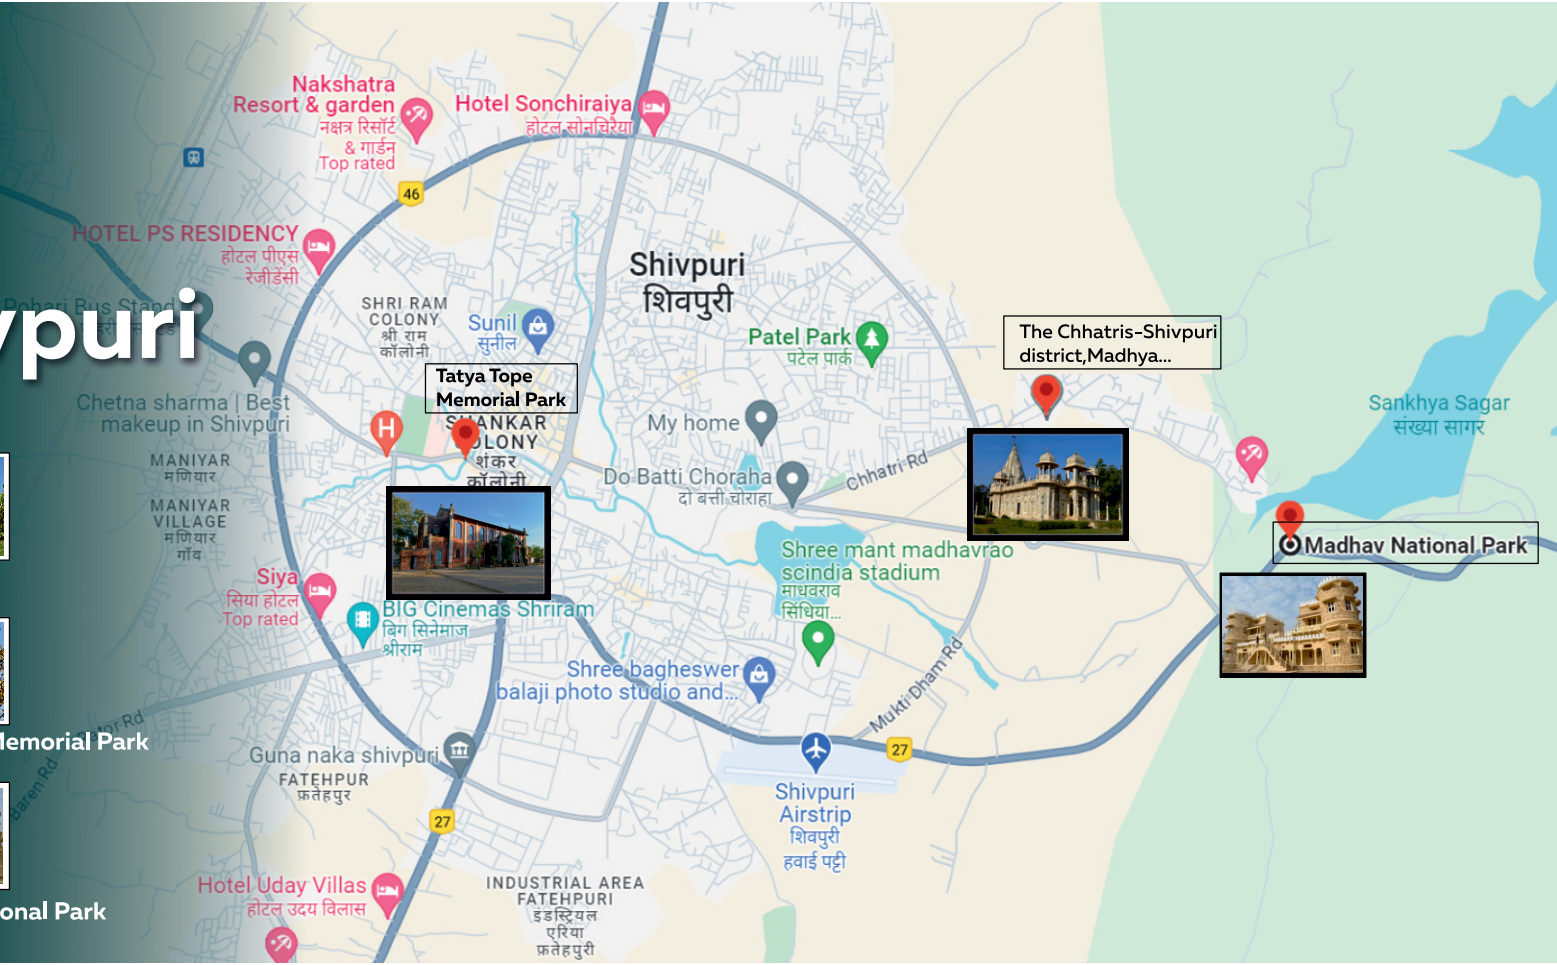 Nakshatra
Resort & garden
नक्षत्र रिसॉर्ट
& गार्डन
Top rated
Hotel Sonchiraiya
होटल सोनचिरैया
46
HOTEL PS RESIDENCY
होटल पीएस
रेजीडेंसी
Shivpuri
शिवपुरी
Pohari Bus Stand
vpuri
SHRI RAM
COLONY
श्री राम
कॉलोनी
Sunil
सुनील
Patel Park
पटेल पार्क
The Chhatris-Shivpuri
district,Madhya...
Tatya Tope
Memorial Park
Chetna sharma | Best
makeup in Shivpuri
H
SHANKAR
COLONY
शंकर
कॉलोनी
My home
Sankhya Sagar
संख्या सागर
MANIYAR
मणियार
MANIYAR
VILLAGE
मणियार
गाँव
Do Batti Choraha
दो बत्ती चोराहा
Chhatri Rd
Madhav National Park
Shree mant madhavrao
scindia stadium
माधवराव
सिंधिया...
Siya
सिया होटल
Top rated
BIG Cinemas Shriram
बिग सिनेमाज
श्रीराम
Shree bagheswer
balaji photo studio and...
Mukti Dham Rd
Memorial Park
Guna naka shivpuri
FATEHPUR
फ़तेहपुर
Baren Rd
27
Shivpuri
Airstrip
शिवपुरी
हवाई पट्टी
27
Hotel Uday Villas
होटल उदय विलास
INDUSTRIAL AREA
FATEHPURI
इंडस्ट्रियल
एरिया
फ़तेहपुरी
onal Park